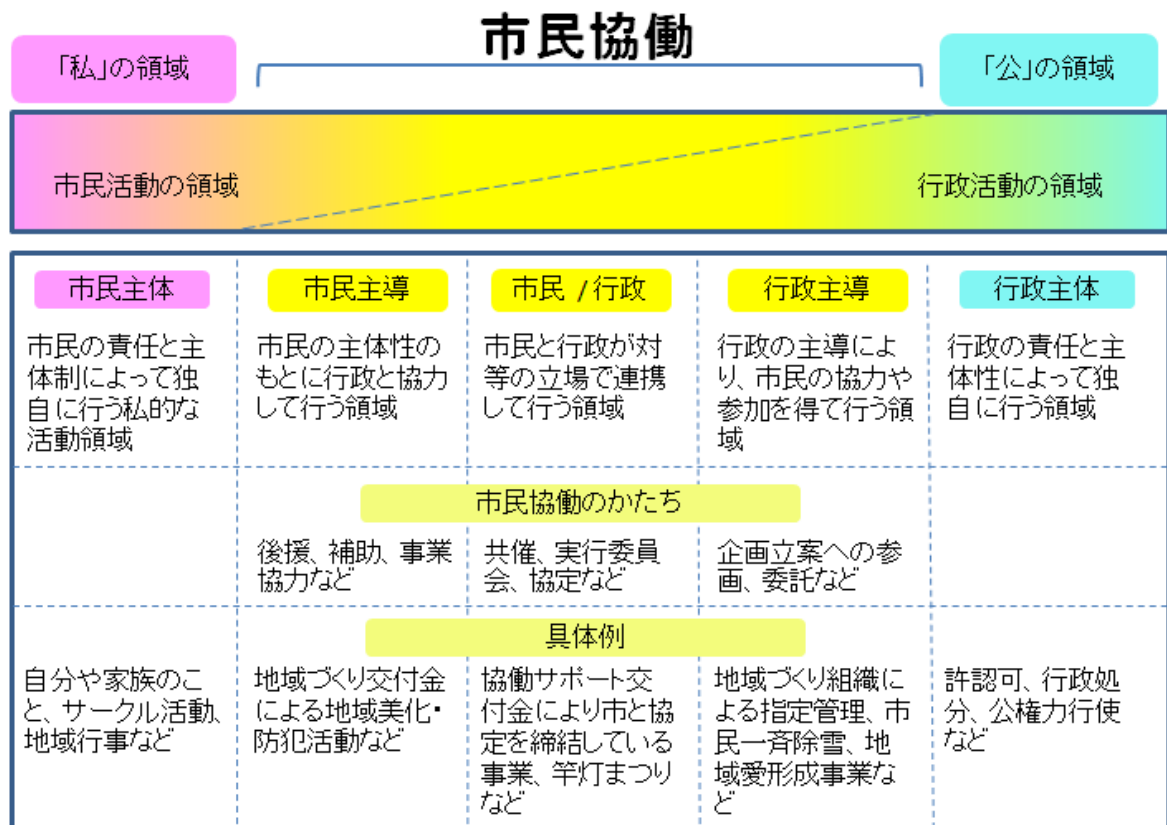 市民協働
「私」の領域
「公」の領域
市民活動の領域
行政活動の領域
市民主体
市民の責任と主
体制によって独
自に行う私的な
活動領域
市民主導
市民の主体性の
もとに行政と協力
して行う領域
市民 / 行政
市民と行政が対
等の立場で連携
して行う領域
行政主導
行政の主導によ
り、市民の協力や
参加を得て行う領
域
行政主体
行政の責任と主
体性によって独
自に行う領域
市民協働のかたち
後援、補助、事業
協力など
共催、実行委員
会、協定など
企画立案への参
画、委託など
具体例
自分や家族のこ
と、サークル活動、
地域行事など
地域づくり交付金
による地域美化・
防犯活動など
協働サポート交
付金により市と協
定を締結している
事業、竿灯まつり
など
地域づくり組織に
よる指定管理、市
民一斉除雪、地
域愛形成事業な
ど
許認可、行政処
分、公権力行使
など